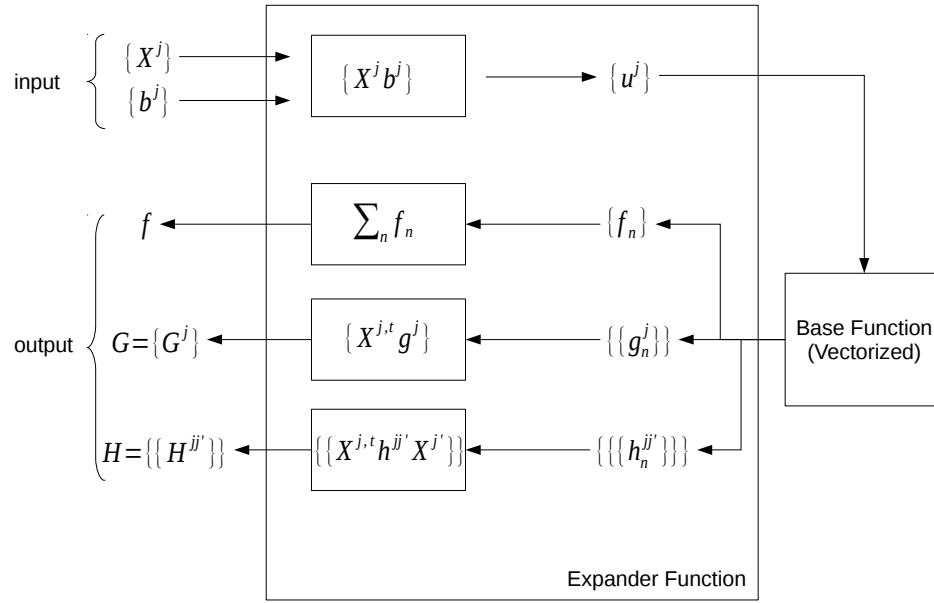 input
{X^j}
{b^j}
{X^j b^j}
{u^j}
output
f
∑_n f_n
{f_n}
G={G^j}
{X^{j,t} g^j}
{{g_n^j}}
H={{H^{jj'}}}
{{X^{j,t} h^{jj'} X^{j'}}}
{{{h_n^{jj'}}}}
Base Function
(Vectorized)
Expander Function